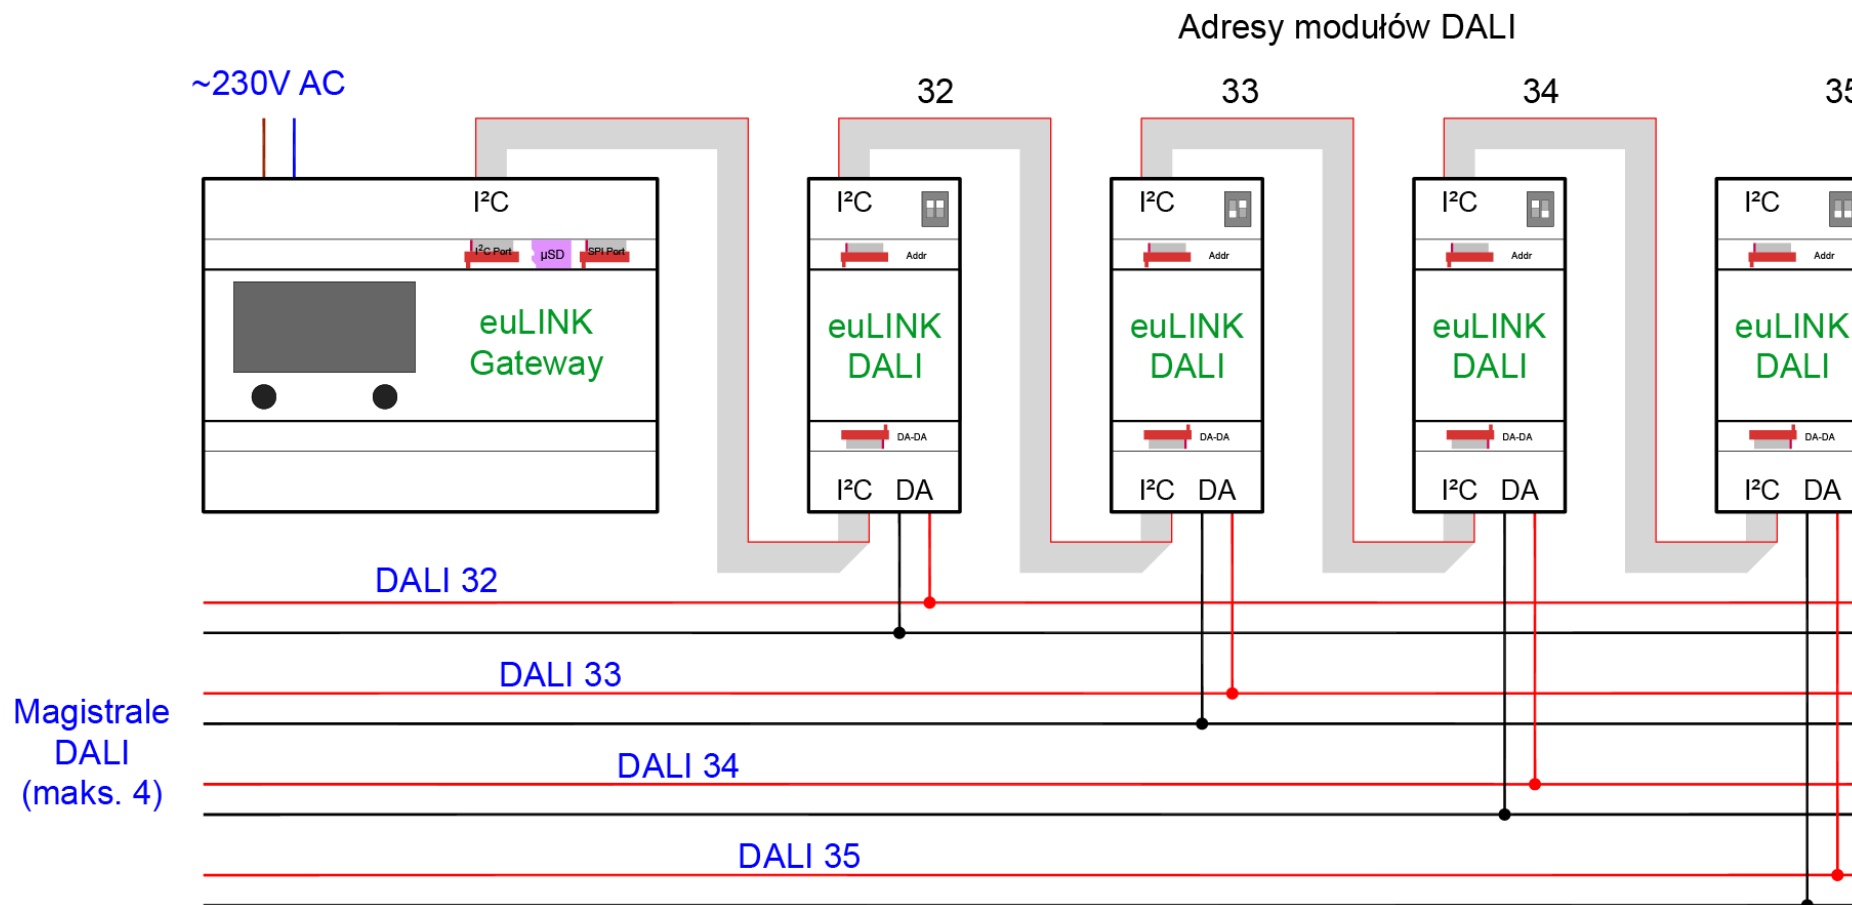 Adresy modułów DALI
~230V AC
32
33
34
35
I²C
I²C
I²C
I²C
I²C
I²C Port
µSD
SPI Port
Addr
Addr
Addr
Addr
euLINK
Gateway
euLINK
DALI
euLINK
DALI
euLINK
DALI
euLINK
DALI
DA-DA
DA-DA
DA-DA
DA-DA
I²C DA
I²C DA
I²C DA
I²C DA
DALI 32
DALI 33
Magistrale
DALI
(maks. 4)
DALI 34
DALI 35